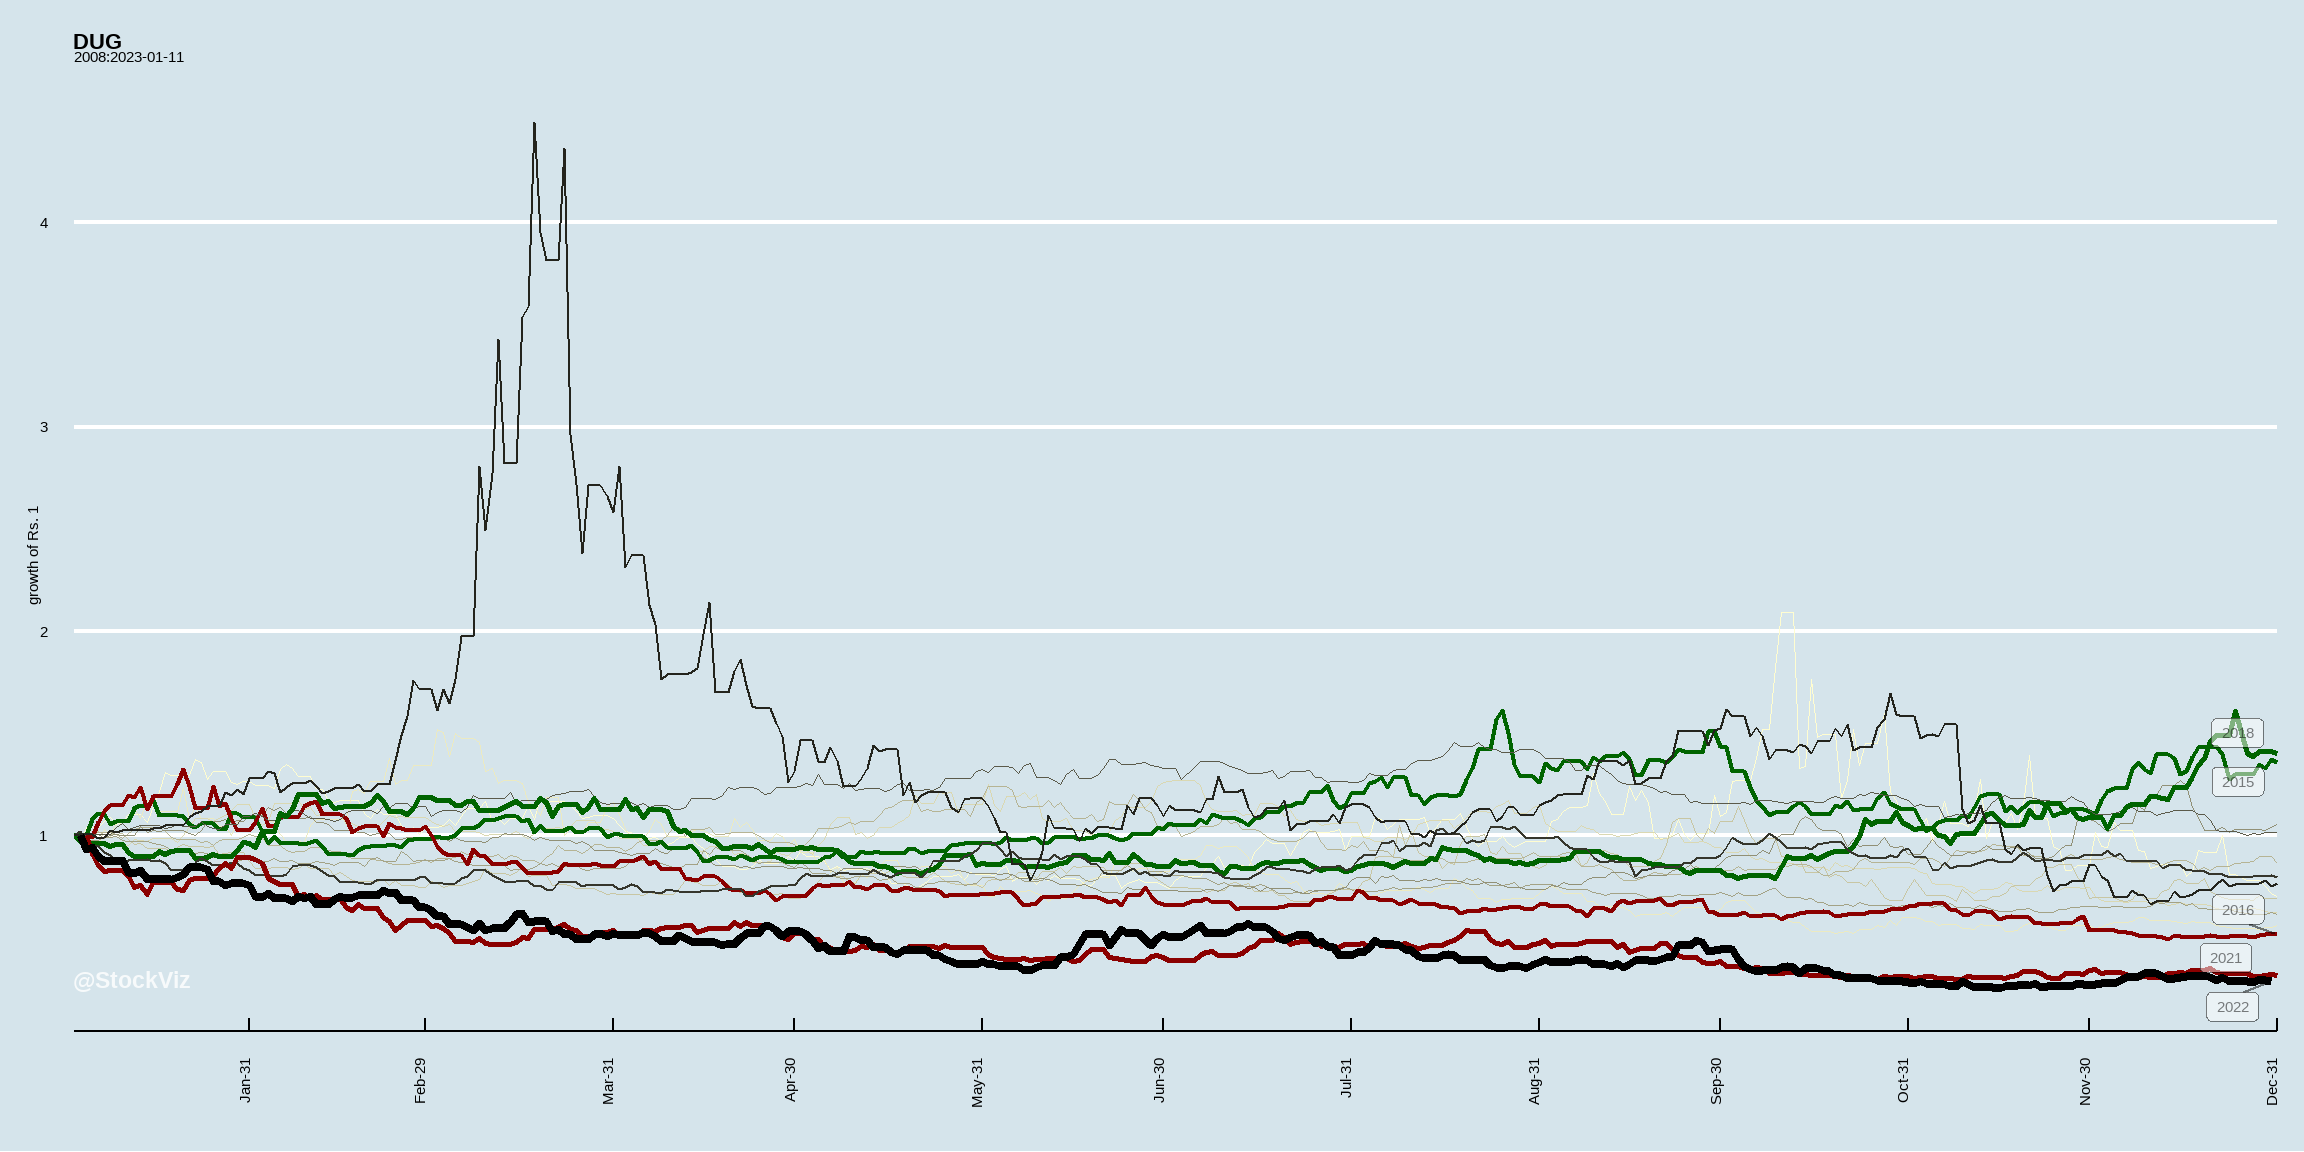 DUG
2008:2023-01-11
4
3
2
1
growth of Rs. 1
2018
2015
2016
2021
2022
@StockViz
Jan-31
Feb-29
Mar-31
Apr-30
May-31
Jun-30
Jul-31
Aug-31
Sep-30
Oct-31
Nov-30
Dec-31